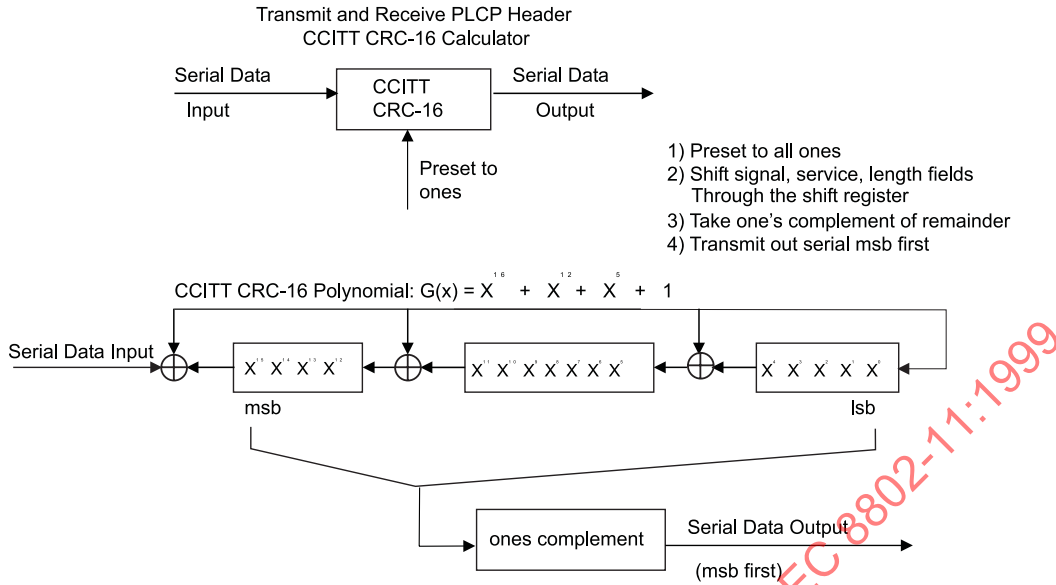 Transmit and Receive PLCP Header
CCITT CRC-16 Calculator
Serial Data
Input
CCITT
CRC-16
Serial Data
Output
Preset to
ones
1) Preset to all ones
2) Shift signal, service, length fields
Through the shift register
3) Take one's complement of remainder
4) Transmit out serial msb first
CCITT CRC-16 Polynomial: G(x) = X¹⁶ + X¹² + X⁵ + 1
Serial Data Input
X¹⁵ X¹⁴ X¹³ X¹²
X¹¹ X¹⁰ X⁹ X⁸ X⁷ X⁶ X⁵
X⁴ X³ X² X¹ X⁰
msb
lsb
ones complement
Serial Data Output
(msb first)
EC 8802-11:1999